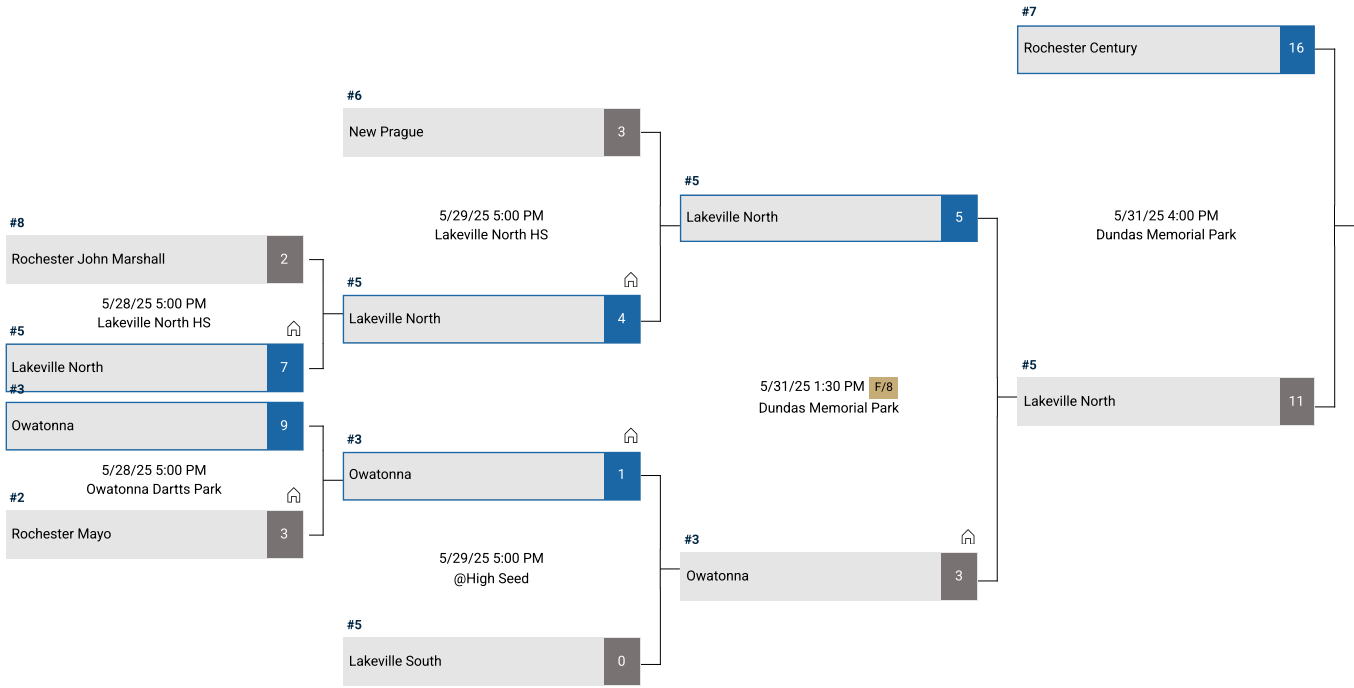 #7
Rochester Century 16
#6
New Prague 3
#5
5/29/25 5:00 PM
Lakeville North 5
5/31/25 4:00 PM
Lakeville North HS
Dundas Memorial Park
#8
Rochester John Marshall 2
#5
5/28/25 5:00 PM
Lakeville North 4
Lakeville North HS
#5
Lakeville North 7
#5
#3
5/31/25 1:30 PM F/8
Lakeville North 11
Dundas Memorial Park
Owatonna 9
#3
5/28/25 5:00 PM
Owatonna 1
Owatonna Dartts Park
#2
Rochester Mayo 3
#3
5/29/25 5:00 PM
Owatonna 3
@High Seed
#5
Lakeville South 0